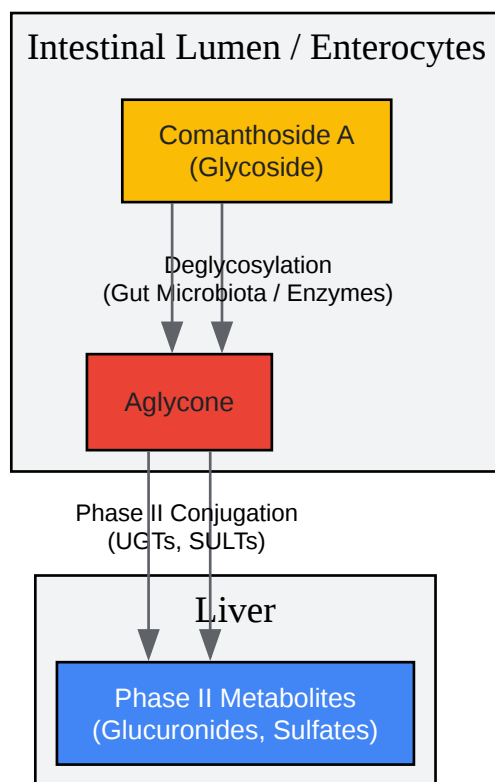 Intestinal Lumen / Enterocytes
Comanthoside A
(Glycoside)
Deglycosylation
(Gut Microbiota / Enzymes)
Aglycone
Phase II Conjugation
(UGTs, SULTs)
Liver
Phase II Metabolites
(Glucuronides, Sulfates)